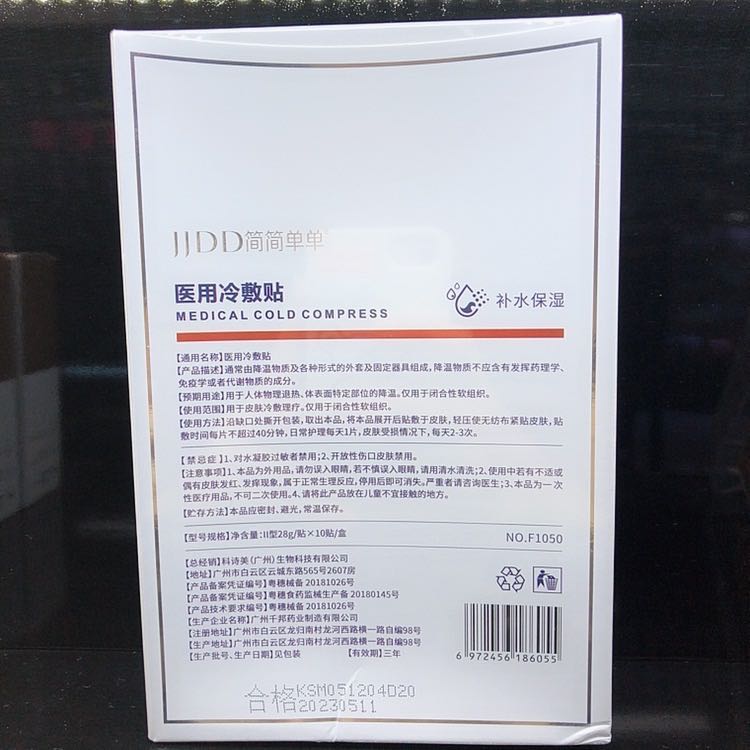 JJDD简简单单
医用冷敷贴
MEDICAL COLD COMPRESS
补水保湿
【通用名称】医用冷敷贴
【产品描述】通常由降温物质及各种形式的外套及固定器具组成，降温物质不应含有发挥药理学、
免疫学或者代谢物质的成分。
【预期用途】用于人体物理退热、体表面特定部位的降温。仅用于闭合性软组织。
【使用范围】用于皮肤冷敷理疗。仅用于闭合性软组织。
【使用方法】沿缺口处撕开包装，取出本品，将本品展开后贴敷于皮肤，轻压使无纺布紧贴皮肤，贴
敷时间每片不超过40分钟，日常护理每天1片，皮肤受损情况下，每天2-3次。
【禁忌症】1、对水凝胶过敏者禁用；2、开放性伤口皮肤禁用。
【注意事项】1、本品为外用品，请勿误入眼睛，若不慎误入眼睛，请用清水清洗；2、使用中若有不适或
偶有皮肤发红、发痒现象，属于正常生理反应，停用后即可消失。严重者请咨询医生；3、本品为一次
性医疗用品，不可二次使用。4、请将此产品放在儿童不宜接触的地方。
【贮存方法】本品应密封、避光，常温保存。
【型号规格】净含量：II型28g/贴×10贴/盒
NO.F1050
【总经销】科诗美（广州）生物科技有限公司
【地址】广州市白云区云城东路565号2607房
【产品备案凭证编号】粤穗械备20181026号
【生产备案凭证编号】粤穗食药监械生产备20180145号
【产品技术要求编号】粤穗械备20181026号
【生产企业名称】广州千邦药业制造有限公司
【注册地址】广州市白云区龙归南村龙河西路横一路自编98号
【生产地址】广州市白云区龙归南村龙河西路横一路自编98号
【生产批号、生产日期】见包装 【有效期】三年
6 972456 186055
合格 KSM051204D20
20230511